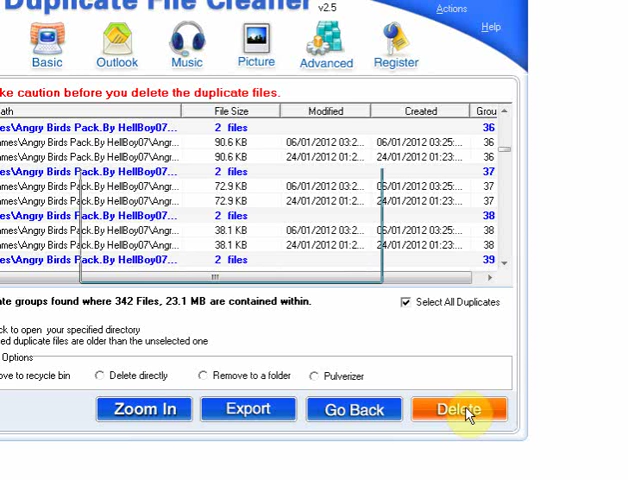 Duplicate File Cleaner v2.5
Actions
Help
Basic Outlook Music Picture Advanced Register
ke caution before you delete the duplicate files.
ath File Size Modified Created Grou
es\Angry Birds Pack.By HellBoy07... 2 files 36
ames\Angry Birds Pack.By HellBoy07\Angr... 90.6 KB 06/01/2012 03:2... 06/01/2012 03:25:... 36
ames\Angry Birds Pack.By HellBoy07\Angr... 90.6 KB 24/01/2012 01:2... 24/01/2012 01:23:... 36
es\Angry Birds Pack.By HellBoy07... 2 files 37
ames\Angry Birds Pack.By HellBoy07\Angr... 72.9 KB 06/01/2012 03:2... 06/01/2012 03:25:... 37
ames\Angry Birds Pack.By HellBoy07\Angr... 72.9 KB 24/01/2012 01:2... 24/01/2012 01:23:... 37
es\Angry Birds Pack.By HellBoy07... 2 files 38
ames\Angry Birds Pack.By HellBoy07\Angr... 38.1 KB 06/01/2012 03:2... 06/01/2012 03:25:... 38
ames\Angry Birds Pack.By HellBoy07\Angr... 38.1 KB 24/01/2012 01:2... 24/01/2012 01:23:... 38
es\Angry Birds Pack.By HellBoy07... 2 files 39
ate groups found where 342 Files, 23.1 MB are contained within. Select All Duplicates
ck to open your specified directory
ed duplicate files are older than the unselected one
Options
ve to recycle bin Delete directly Remove to a folder Pulverizer
Zoom In Export Go Back Delete